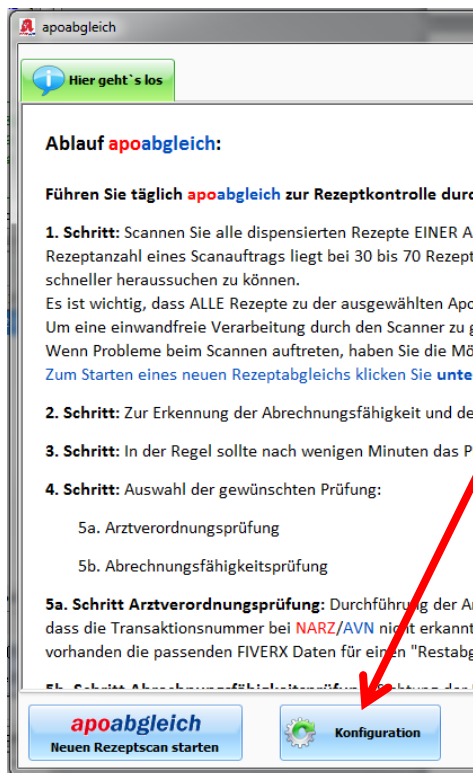 apoabgleich
Hier geht`s los
Ablauf apoabgleich:
Führen Sie täglich apoabgleich zur Rezeptkontrolle durc
1. Schritt: Scannen Sie alle dispensierten Rezepte EINER A
Rezeptanzahl eines Scanauftrags liegt bei 30 bis 70 Rezept
schneller heraussuchen zu können.
Es ist wichtig, dass ALLE Rezepte zu der ausgewählten Apo
Um eine einwandfreie Verarbeitung durch den Scanner zu g
Wenn Probleme beim Scannen auftreten, haben Sie die Mö
Zum Starten eines neuen Rezeptabgleichs klicken Sie unte
2. Schritt: Zur Erkennung der Abrechnungsfähigkeit und de
3. Schritt: In der Regel sollte nach wenigen Minuten das P
4. Schritt: Auswahl der gewünschten Prüfung:
5a. Arztverordnungsprüfung
5b. Abrechnungsfähigkeitsprüfung
5a. Schritt Arztverordnungsprüfung: Durchführung der A
dass die Transaktionsnummer bei NARZ/AVN nicht erkannt
vorhanden die passenden FIVERX Daten für einen "Restabg
5b. Schritt Abrechnungsfähigkeitsprüfung:
apoabgleich
Neuen Rezeptscan starten
Konfiguration